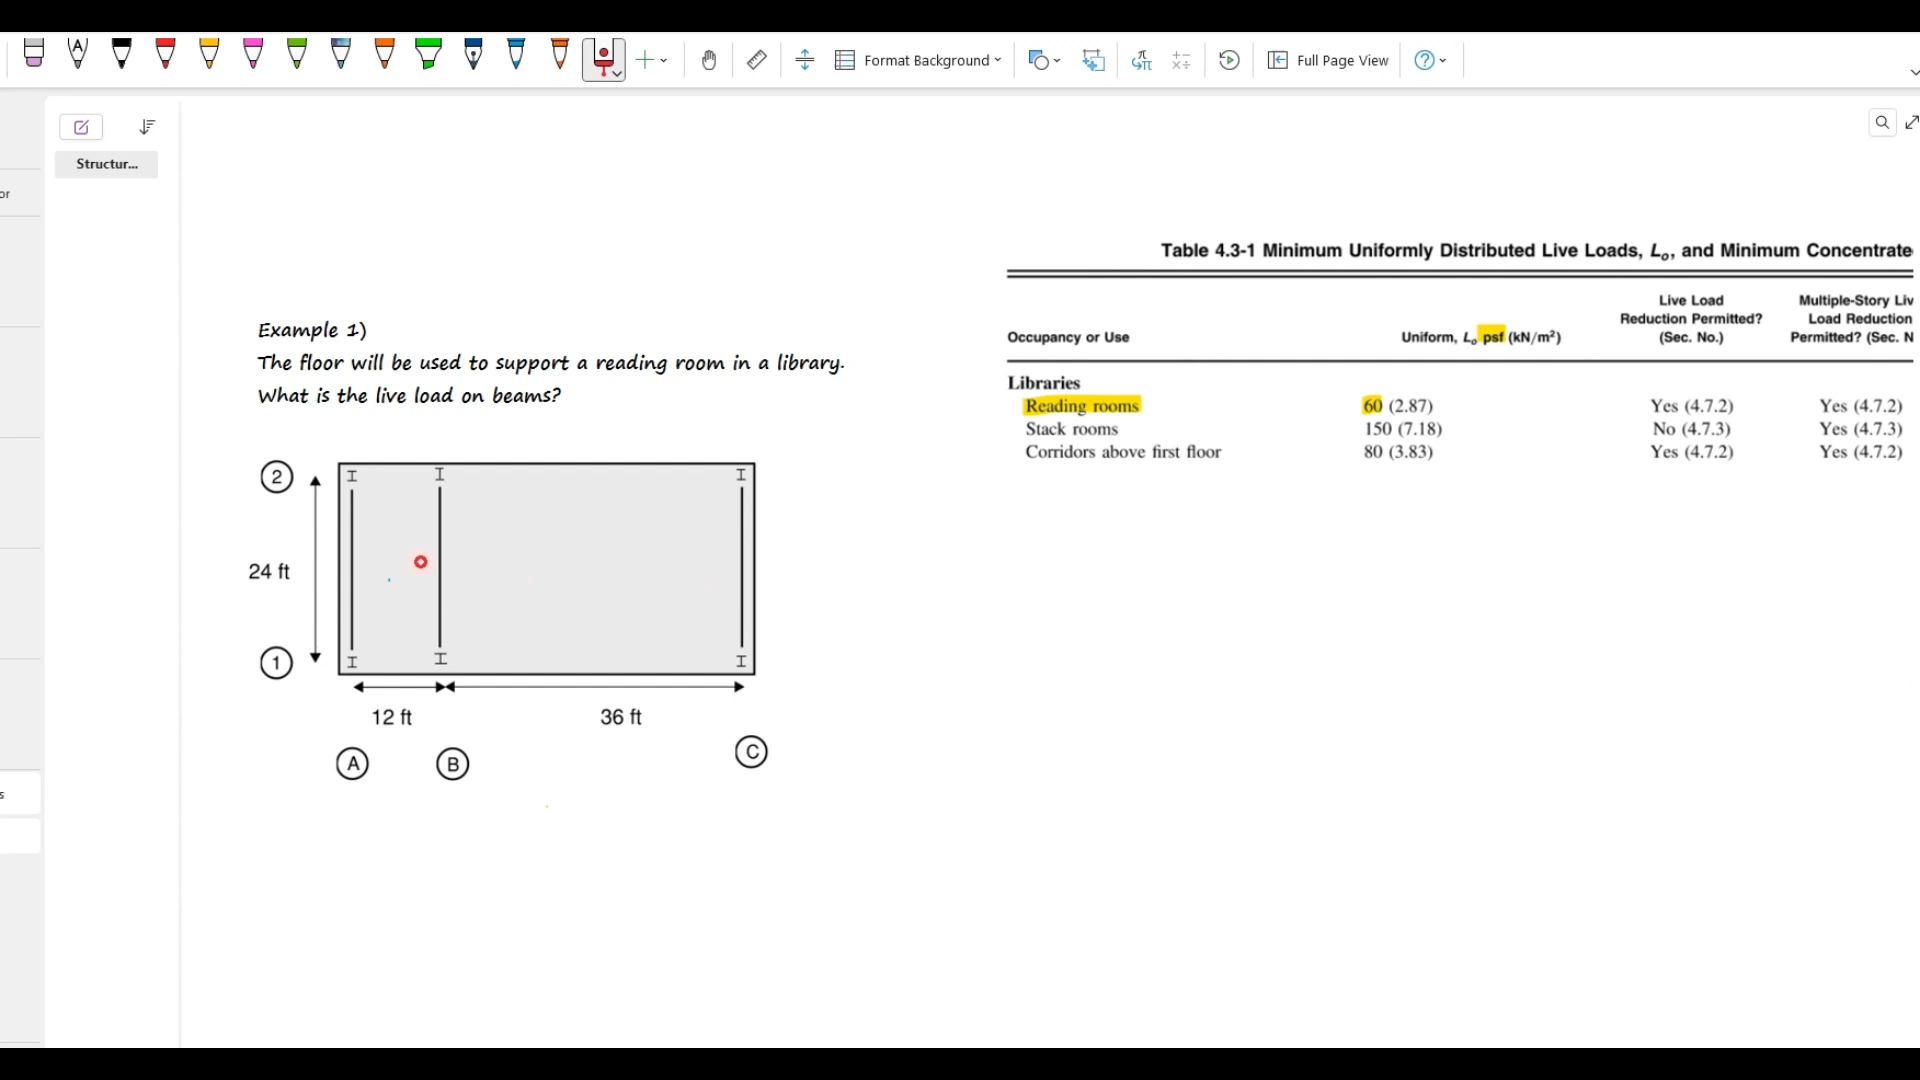 Format Background
Full Page View
Structur...
or
Table 4.3-1 Minimum Uniformly Distributed Live Loads, Lo, and Minimum Concentrate
Live Load
Reduction Permitted?
(Sec. No.)
Multiple-Story Liv
Load Reduction
Permitted? (Sec. N
Occupancy or Use
Uniform, Lo psf (kN/m²)
Example 1)
The floor will be used to support a reading room in a library.
What is the live load on beams?
Libraries
Reading rooms 60 (2.87) Yes (4.7.2) Yes (4.7.2)
Stack rooms 150 (7.18) No (4.7.3) Yes (4.7.3)
Corridors above first floor 80 (3.83) Yes (4.7.2) Yes (4.7.2)
2
24 ft
1
12 ft
36 ft
A
B
C
s